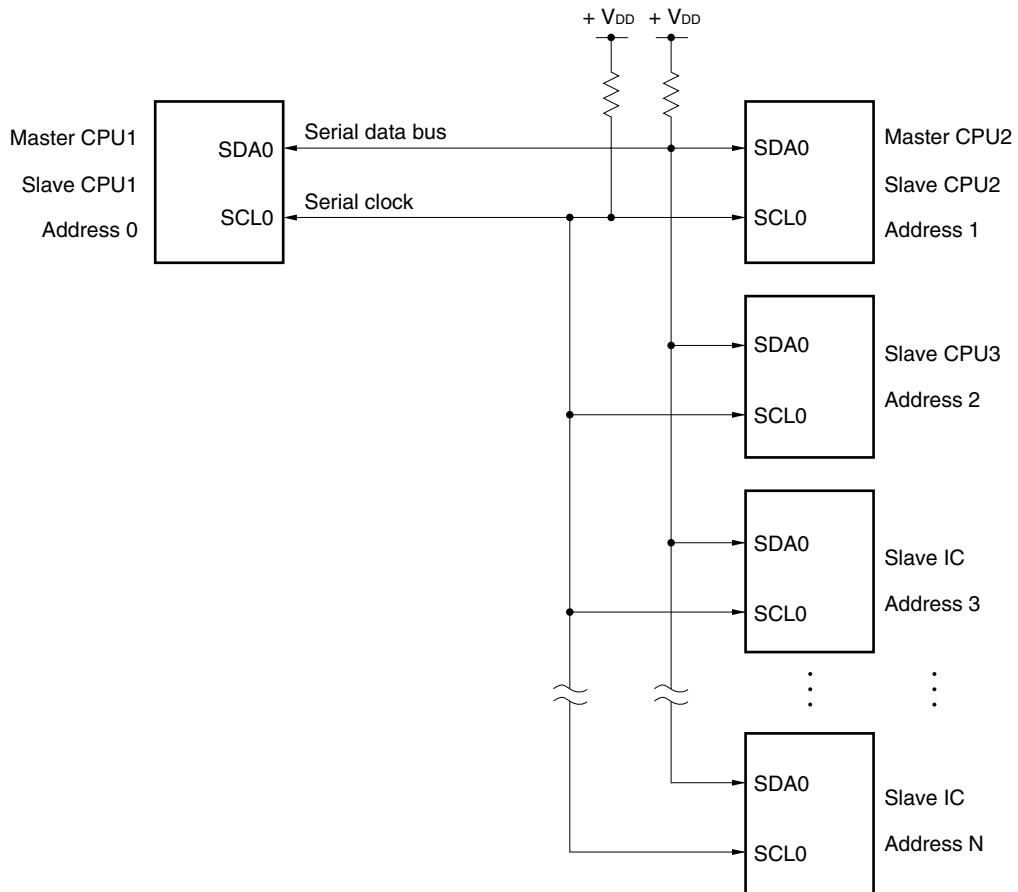 + VDD
+ VDD
Master CPU1
Slave CPU1
Address 0
SDA0
SCL0
Serial data bus
Serial clock
SDA0
SCL0
Master CPU2
Slave CPU2
Address 1
SDA0
SCL0
Slave CPU3
Address 2
SDA0
SCL0
Slave IC
Address 3
SDA0
SCL0
Slave IC
Address N